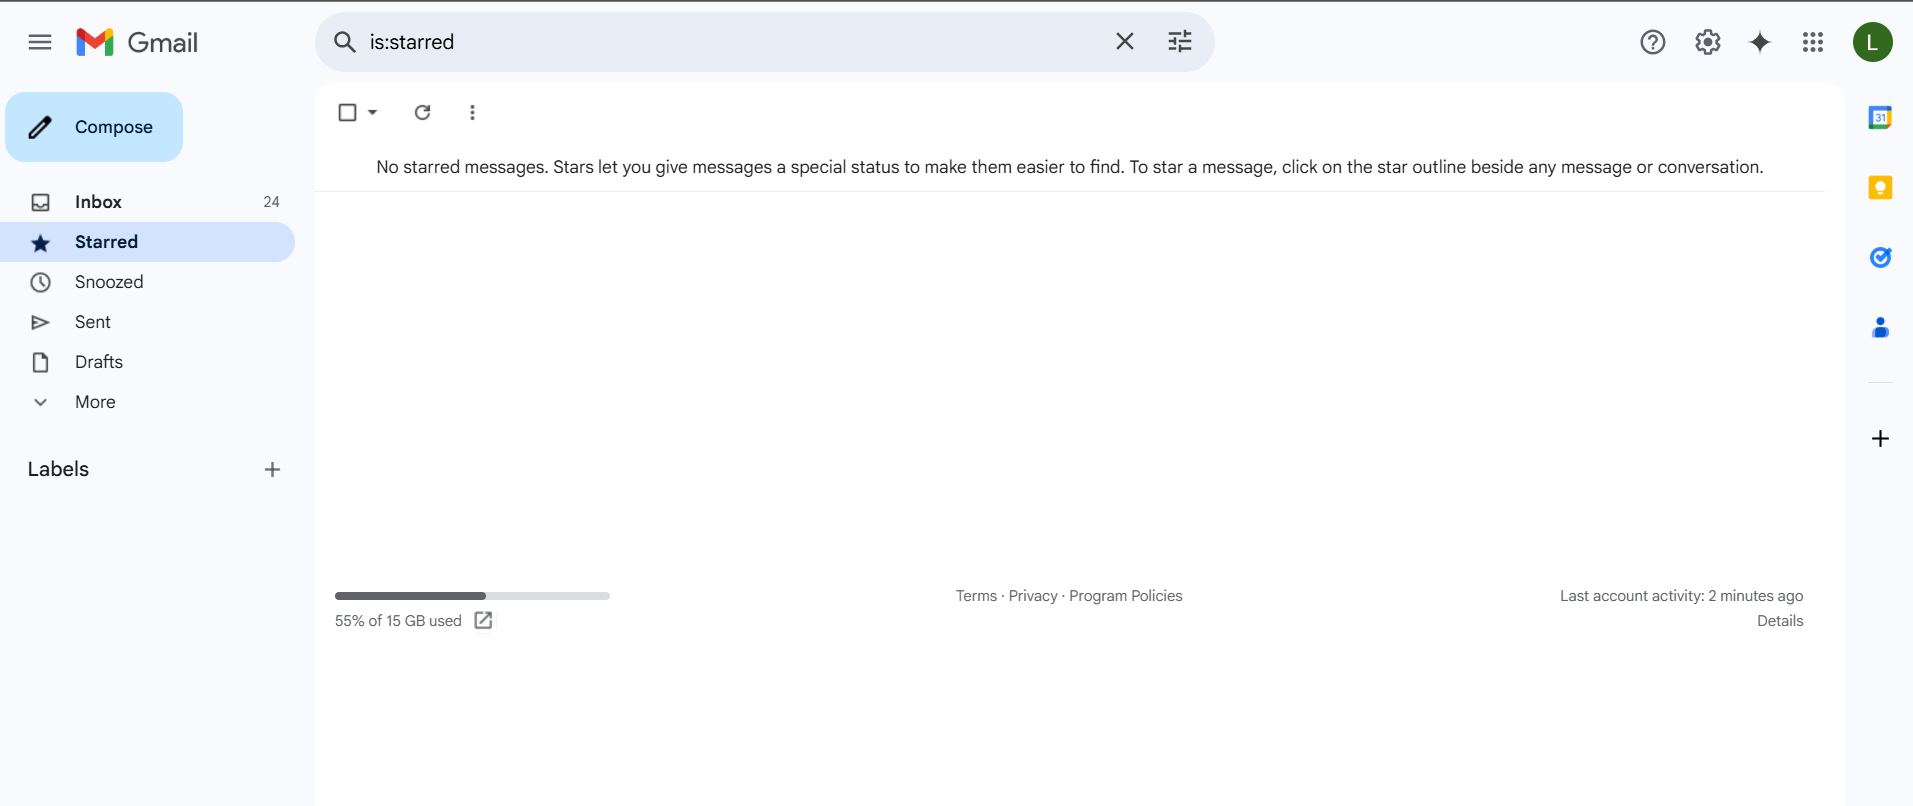 Gmail
is:starred
L
Compose
No starred messages. Stars let you give messages a special status to make them easier to find. To star a message, click on the star outline beside any message or conversation.
Inbox 24
Starred
Snoozed
Sent
Drafts
More
Labels
31
Terms · Privacy · Program Policies
Last account activity: 2 minutes ago
55% of 15 GB used
Details